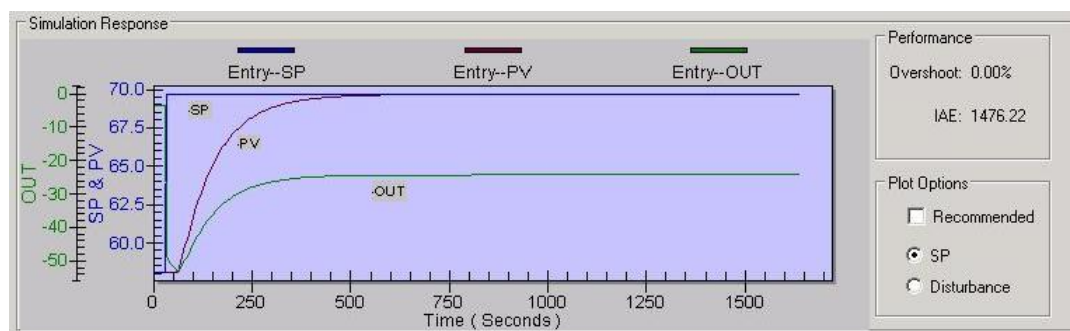 Simulation Response
Entry--SP Entry--PV Entry--OUT
OUT
0
-10
-20
-30
-40
-50
SP & PV
70.0
67.5
65.0
62.5
60.0
SP
PV
OUT
0 250 500 750 1000 1250 1500
Time ( Seconds )
Performance
Overshoot: 0.00%
IAE: 1476.22
Plot Options
Recommended
SP
Disturbance